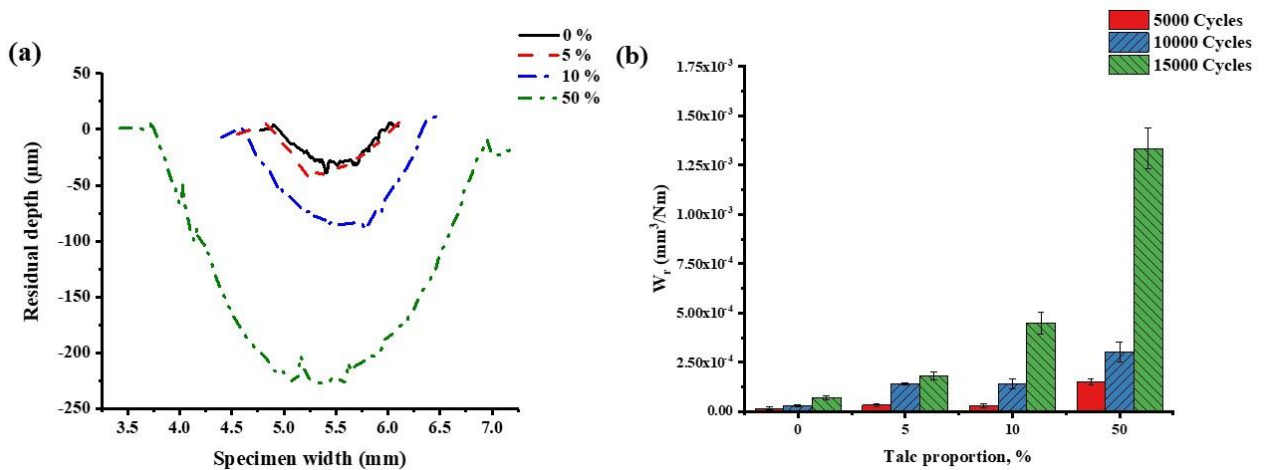 (a)
0 %
5 %
10 %
50 %
50
0
-50
-100
-150
-200
-250
Residual depth (µm)
3.5 4.0 4.5 5.0 5.5 6.0 6.5 7.0
Specimen width (mm)
(b)
5000 Cycles
10000 Cycles
15000 Cycles
1.75x10⁻³
1.50x10⁻³
1.25x10⁻³
1.00x10⁻³
7.50x10⁻⁴
5.00x10⁻⁴
2.50x10⁻⁴
0.00
Wᵣ (mm³/Nm)
0 5 10 50
Talc proportion, %